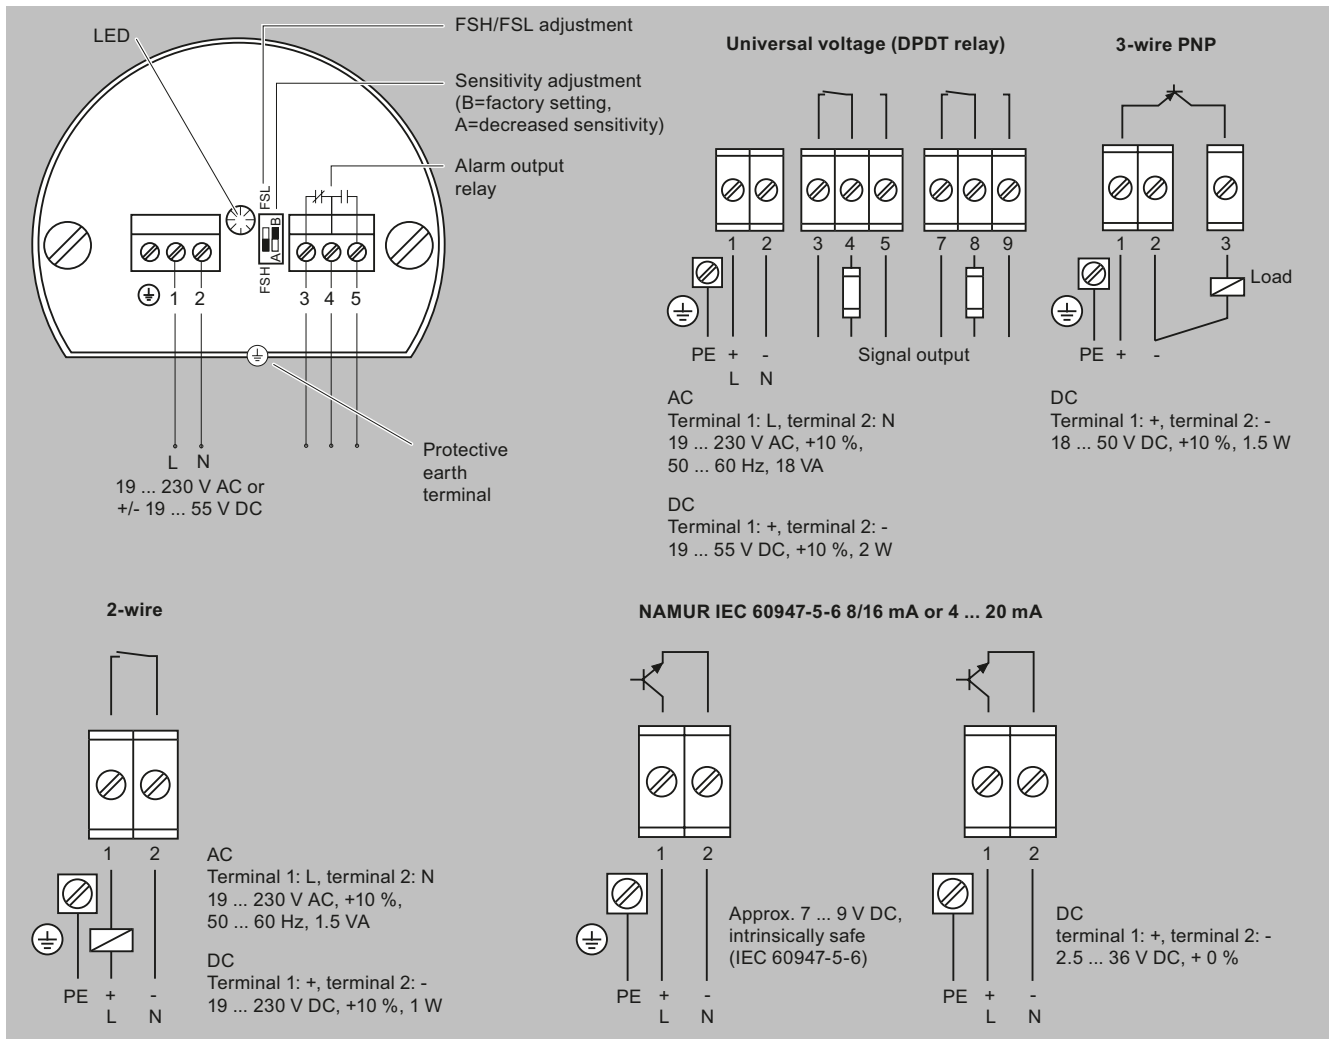 LED
FSH/FSL adjustment
Sensitivity adjustment
(B=factory setting,
A=decreased sensitivity)
Alarm output
relay
FSL
B
A
FSH
1 2
3 4 5
L N
19 ... 230 V AC or
+/- 19 ... 55 V DC
Protective
earth
terminal
Universal voltage (DPDT relay)
1 2 3 4 5 7 8 9
PE + -
L N
Signal output
AC
Terminal 1: L, terminal 2: N
19 ... 230 V AC, +10 %,
50 ... 60 Hz, 18 VA
DC
Terminal 1: +, terminal 2: -
19 ... 55 V DC, +10 %, 2 W
3-wire PNP
1 2 3
Load
PE + -
DC
Terminal 1: +, terminal 2: -
18 ... 50 V DC, +10 %, 1.5 W
2-wire
1 2
PE + -
L N
AC
Terminal 1: L, terminal 2: N
19 ... 230 V AC, +10 %,
50 ... 60 Hz, 1.5 VA
DC
Terminal 1: +, terminal 2: -
19 ... 230 V DC, +10 %, 1 W
NAMUR IEC 60947-5-6 8/16 mA or 4 ... 20 mA
1 2
PE + -
L N
Approx. 7 ... 9 V DC,
intrinsically safe
(IEC 60947-5-6)
1 2
PE + -
L N
DC
terminal 1: +, terminal 2: -
2.5 ... 36 V DC, + 0 %